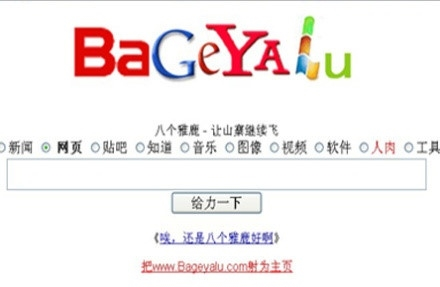 BaGeYALu
八个雅鹿 - 让山寨继续飞
新闻 网页 贴吧 知道 音乐 图像 视频 软件 人肉 工具
给力一下
《唉，还是八个雅鹿好啊》
把www.Bageyalu.com射为主页